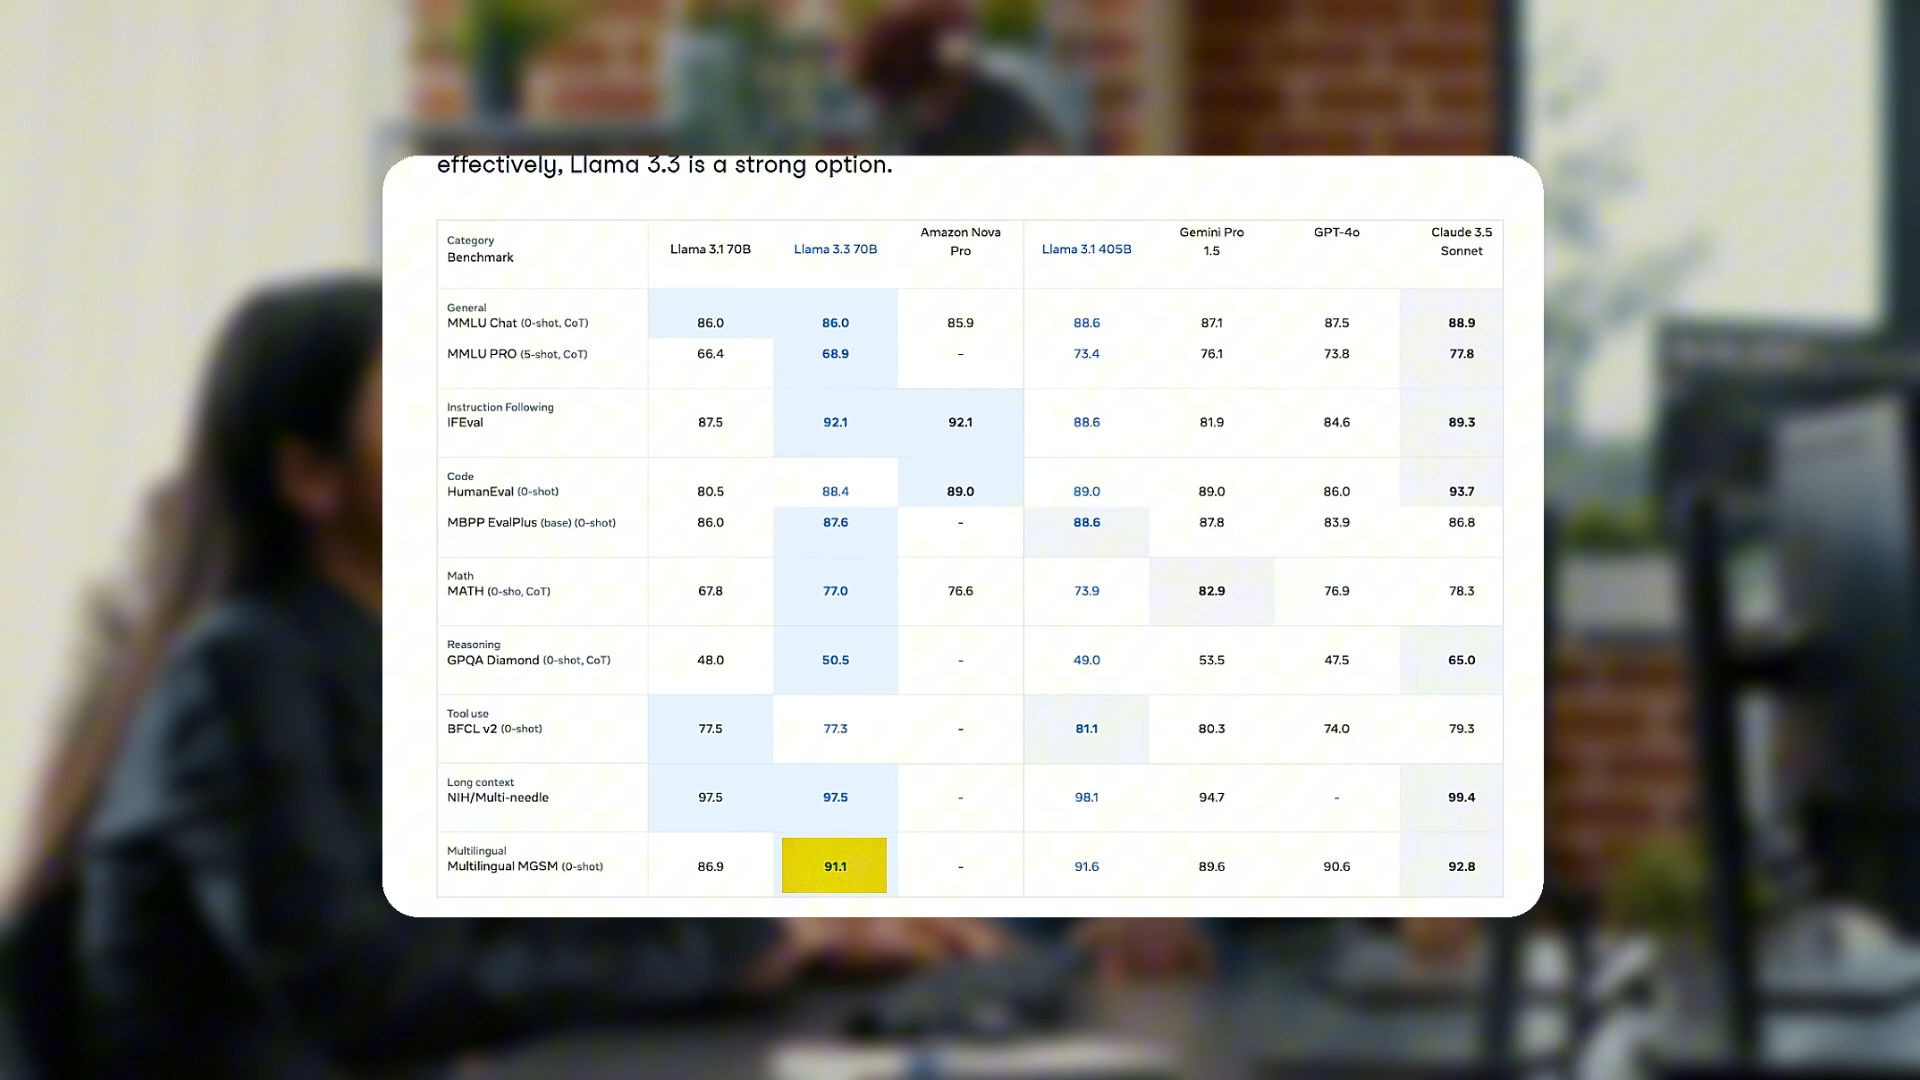 effectively, Llama 3.3 is a strong option.
Category
Benchmark
Llama 3.1 70B
Llama 3.3 70B
Amazon Nova
Pro
Llama 3.1 405B
Gemini Pro
1.5
GPT-4o
Claude 3.5
Sonnet
General
MMLU Chat (0-shot, CoT) 86.0 86.0 85.9 88.6 87.1 87.5 88.9
MMLU PRO (5-shot, CoT) 66.4 68.9 - 73.4 76.1 73.8 77.8
Instruction Following
IFEval 87.5 92.1 92.1 88.6 81.9 84.6 89.3
Code
HumanEval (0-shot) 80.5 88.4 89.0 89.0 89.0 86.0 93.7
MBPP EvalPlus (base) (0-shot) 86.0 87.6 - 88.6 87.8 83.9 86.8
Math
MATH (0-sho, CoT) 67.8 77.0 76.6 73.9 82.9 76.9 78.3
Reasoning
GPQA Diamond (0-shot, CoT) 48.0 50.5 - 49.0 53.5 47.5 65.0
Tool use
BFCL v2 (0-shot) 77.5 77.3 - 81.1 80.3 74.0 79.3
Long context
NIH/Multi-needle 97.5 97.5 - 98.1 94.7 - 99.4
Multilingual
Multilingual MGSM (0-shot) 86.9 91.1 - 91.6 89.6 90.6 92.8